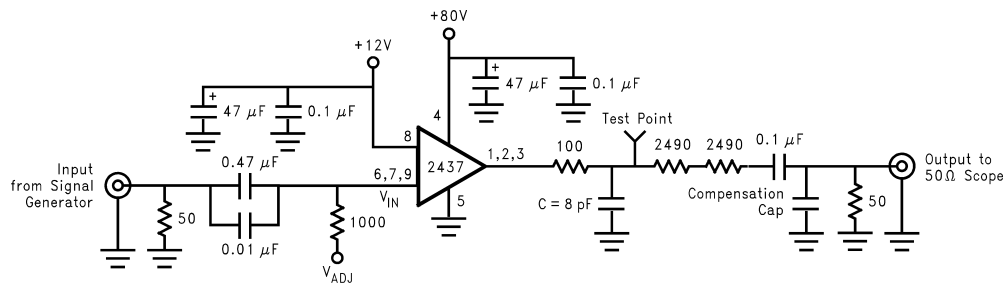 +80V
+12V
+
47 μF
0.1 μF
+
47 μF
0.1 μF
4
8
Test Point
0.1 μF
100
2490
2490
1,2,3
2437
Input
from Signal
Generator
0.47 μF
6,7,9
V_IN
5
Output to
50Ω Scope
50
0.01 μF
1000
V_ADJ
C = 8 pF
Compensation
Cap
50